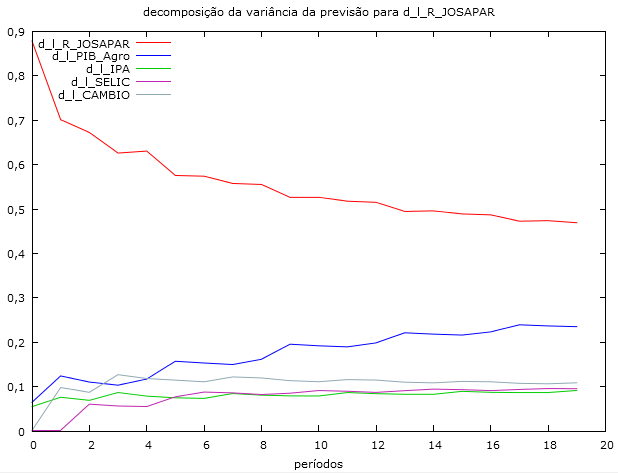 decomposição da variância da previsão para d_l_R_JOSAPAR
0,9
0,8
0,7
0,6
0,5
0,4
0,3
0,2
0,1
0
d_l_R_JOSAPAR
d_l_PIB_Agro
d_l_IPA
d_l_SELIC
d_l_CAMBIO
0 2 4 6 8 10 12 14 16 18 20
períodos